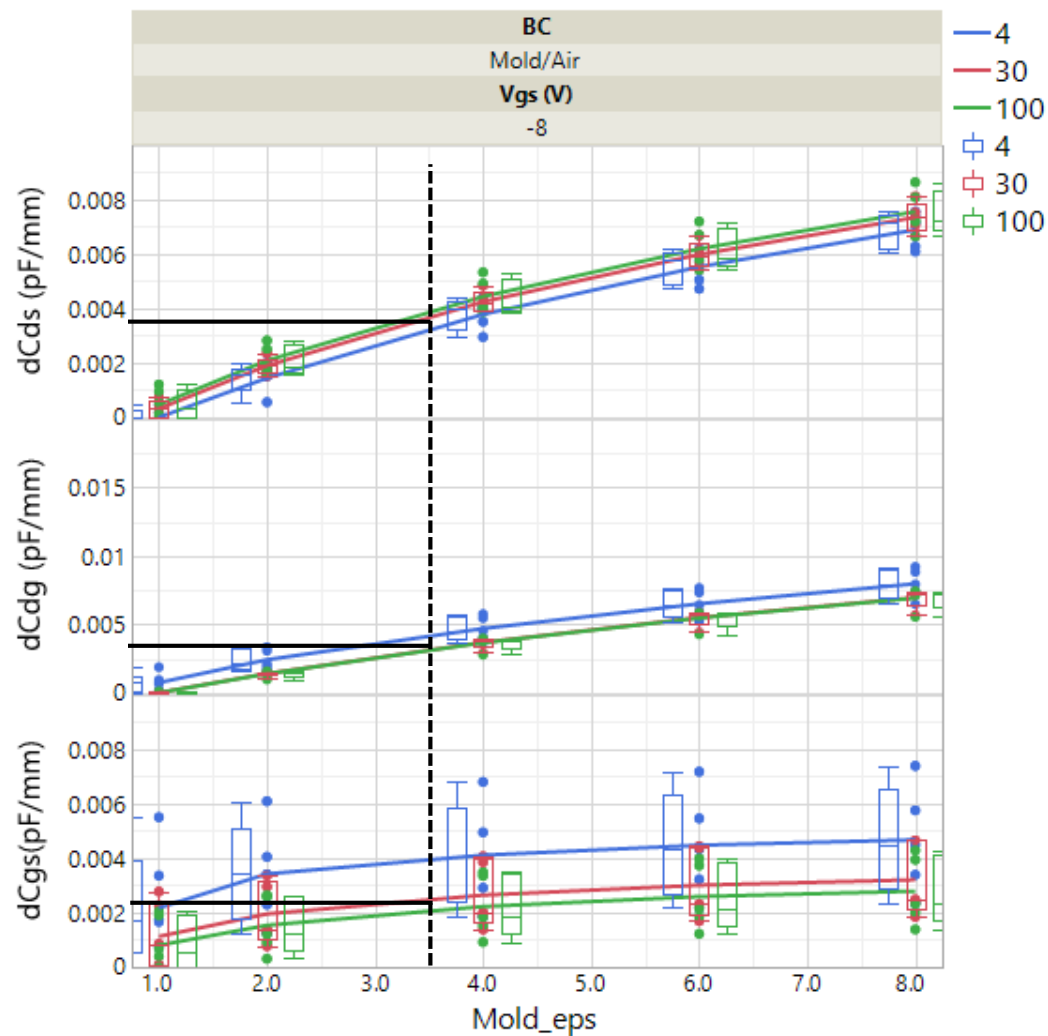 BC
Mold/Air
Vgs (V)
-8
4
30
100
4
30
100
dCds (pF/mm)
0.008
0.006
0.004
0.002
0
dCdg (pF/mm)
0.015
0.01
0.005
0
dCgs(pF/mm)
0.008
0.006
0.004
0.002
0
1.0 2.0 3.0 4.0 5.0 6.0 7.0 8.0
Mold_eps